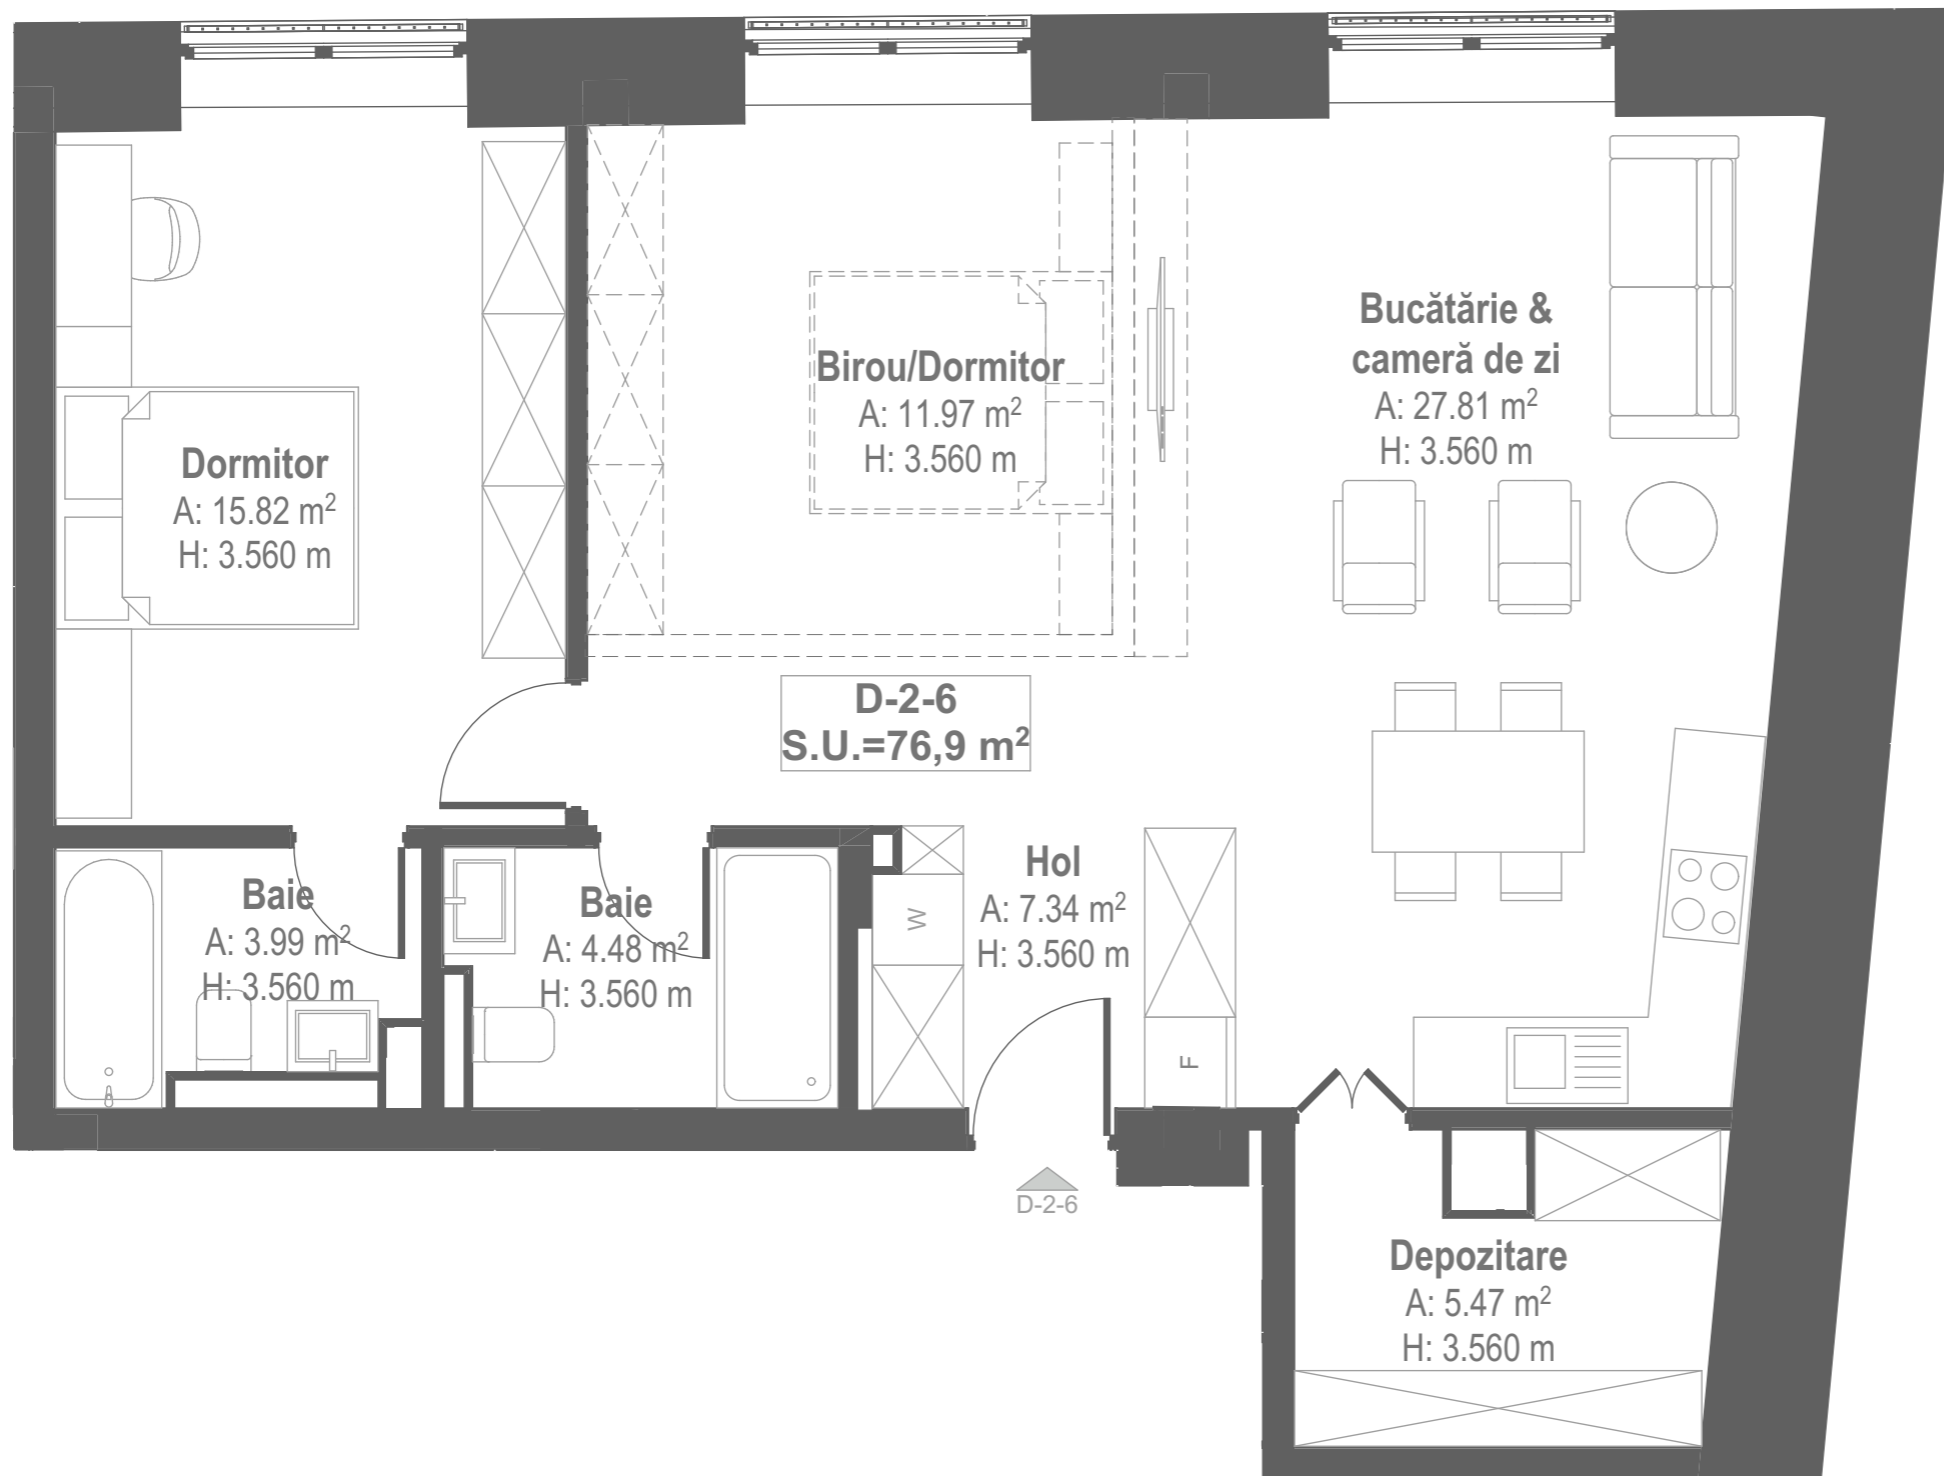 Bucătărie &
cameră de zi
A: 27.81 m²
H: 3.560 m
Birou/Dormitor
A: 11.97 m²
H: 3.560 m
Dormitor
A: 15.82 m²
H: 3.560 m
D-2-6
S.U.=76,9 m²
Hol
A: 7.34 m²
H: 3.560 m
Baie
A: 3.99 m²
H: 3.560 m
Baie
A: 4.48 m²
H: 3.560 m
W
F
D-2-6
Depozitare
A: 5.47 m²
H: 3.560 m